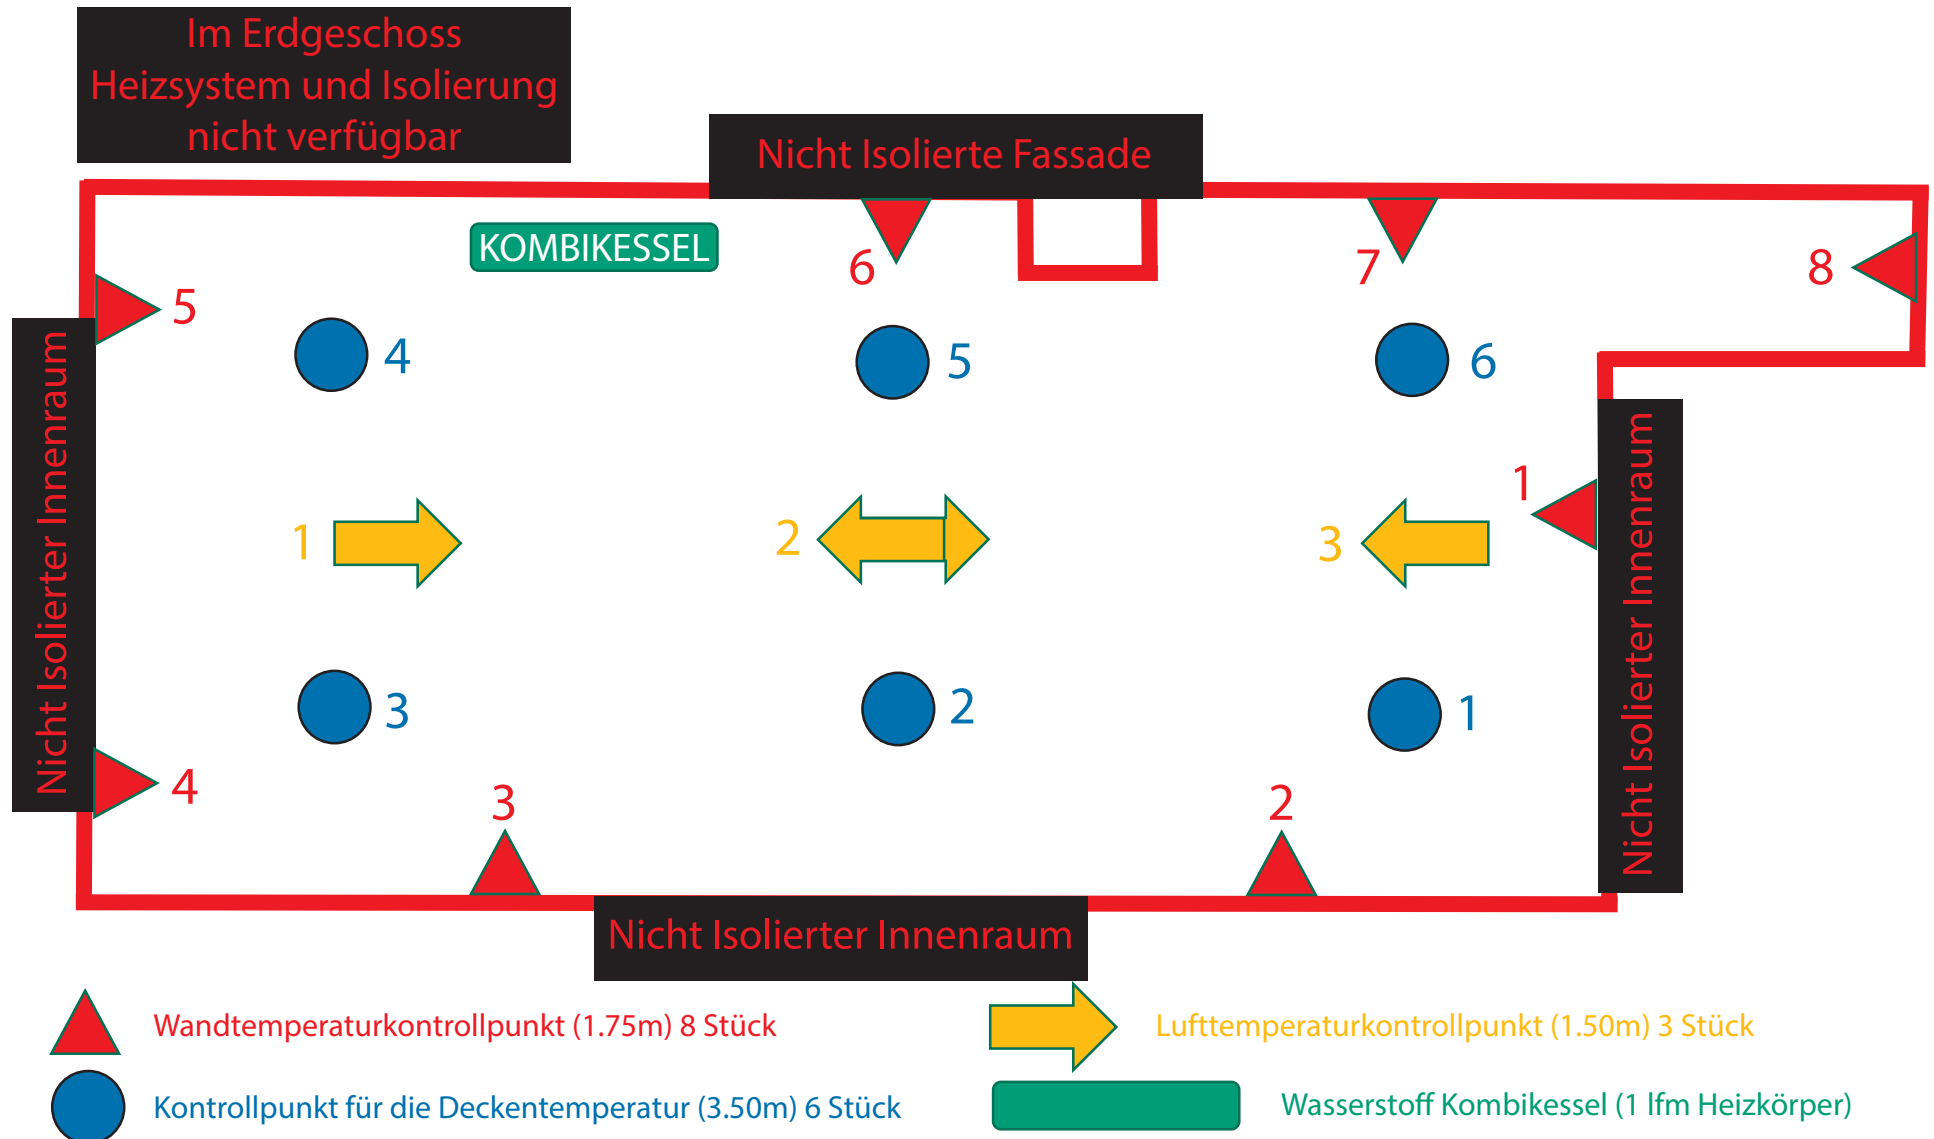 Im Erdgeschoss
Heizsystem und Isolierung
nicht verfügbar
Nicht Isolierte Fassade
KOMBIKESSEL
6
7
8
5
4
5
6
Nicht Isolierter Innenraum
1
1
2
3
Nicht Isolierter Innenraum
3
2
1
4
3
2
Nicht Isolierter Innenraum
Wandtemperaturkontrollpunkt (1.75m) 8 Stück
Lufttemperaturkontrollpunkt (1.50m) 3 Stück
Kontrollpunkt für die Deckentemperatur (3.50m) 6 Stück
Wasserstoff Kombikessel (1 lfm Heizkörper)